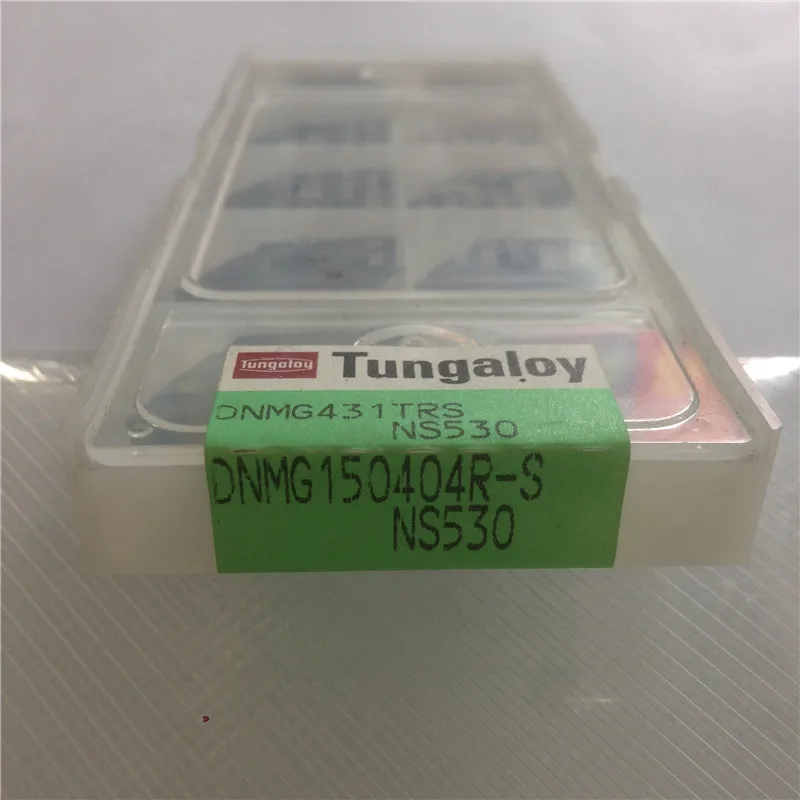 Tungaloy Tungaloy
DNMG431TRS
NS530
DNMG150404R-S
NS530